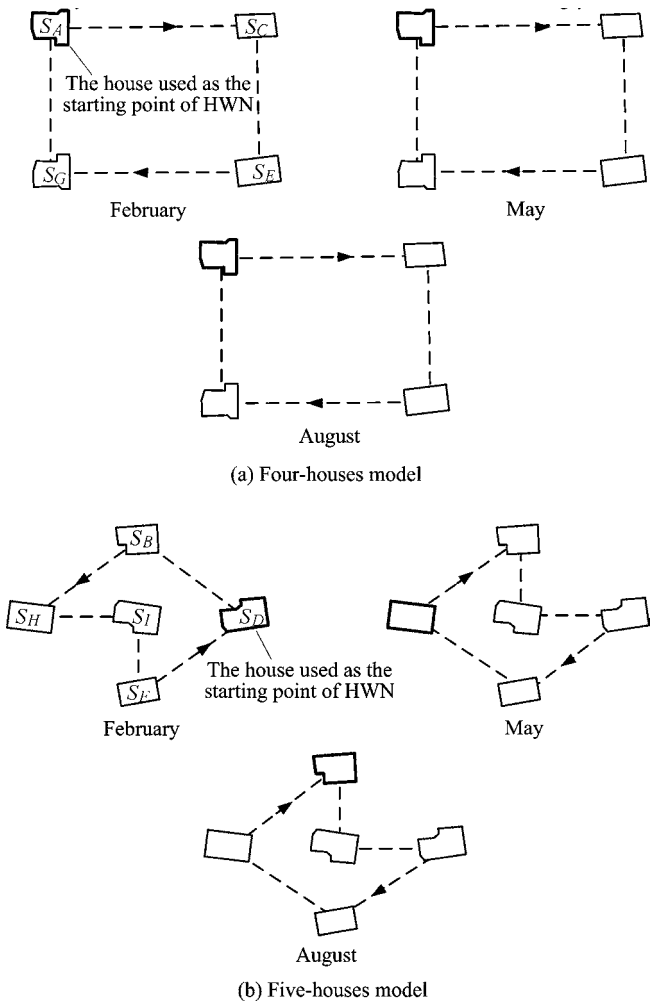 S_A
S_C
The house used as the
starting point of HWN
S_G
S_E
February
May
August
(a) Four-houses model
S_B
S_H
S_I
S_D
The house used as the
starting point of HWN
S_F
February
May
August
(b) Five-houses model